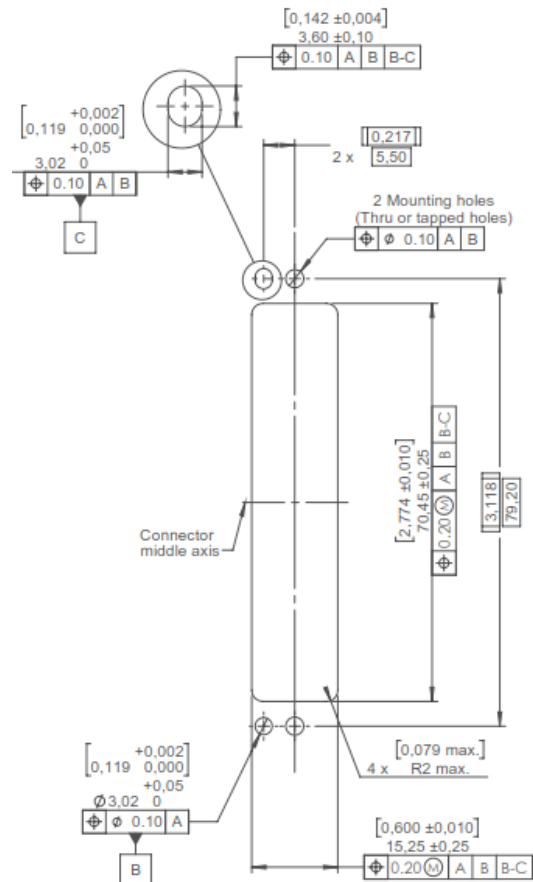 [0,142 ±0,004]
3,60 ±0,10
⌖ 0.10 A B B-C
+0,002
[0,119 0,000]
+0,05
3,02 0
⌖ 0.10 A B
C
[0,217]
2 x 5,50
2 Mounting holes
(Thru or tapped holes)
⌖ ϕ 0.10 A B
[2,774 ±0,010]
70,45 ±0,25
⌖ 0.20 Ⓜ A B B-C
[3,118]
79,20
Connector
middle axis
+0,002
[0,119 0,000]
+0,05
Ø3,02 0
⌖ ϕ 0.10 A
B
[0,079 max.]
4 x R2 max.
[0,600 ±0,010]
15,25 ±0,25
⌖ 0.20 Ⓜ A B B-C